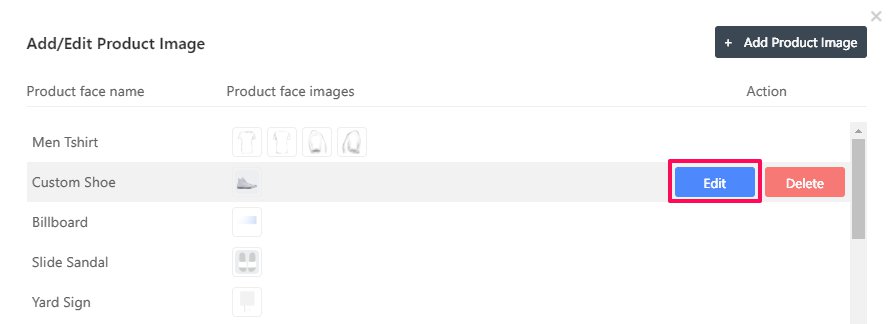 Add/Edit Product Image
+ Add Product Image
Product face name Product face images Action
Men Tshirt
Custom Shoe Edit Delete
Billboard
Slide Sandal
Yard Sign